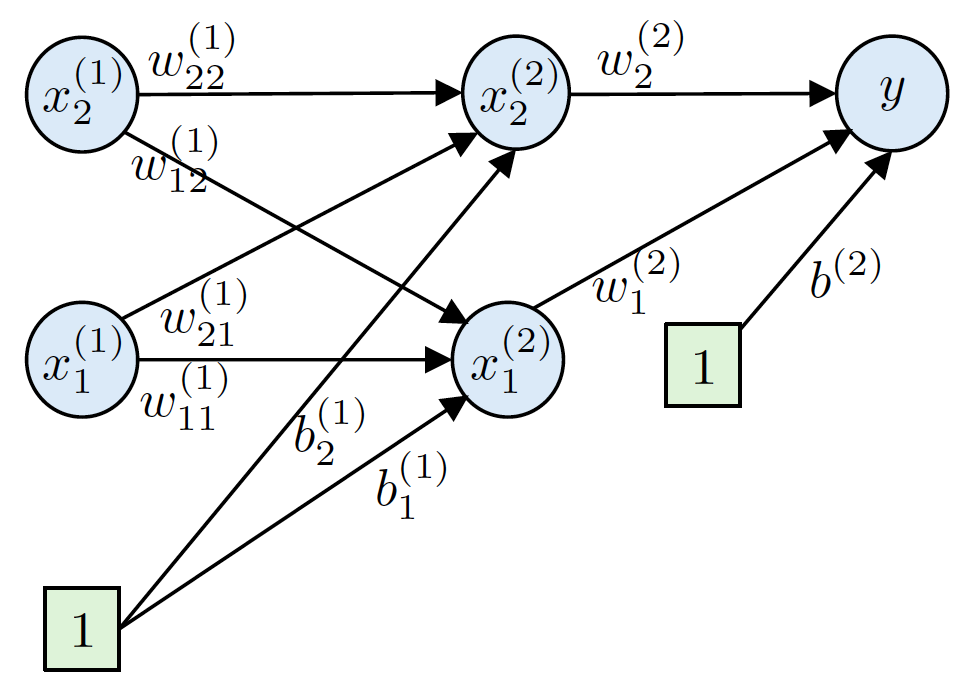 w_{22}^{(1)}
w_2^{(2)}
x_2^{(1)}
x_2^{(2)}
y
w_{12}^{(1)}
w_{21}^{(1)}
w_1^{(2)}
b^{(2)}
x_1^{(1)}
x_1^{(2)}
1
w_{11}^{(1)}
b_2^{(1)}
b_1^{(1)}
1